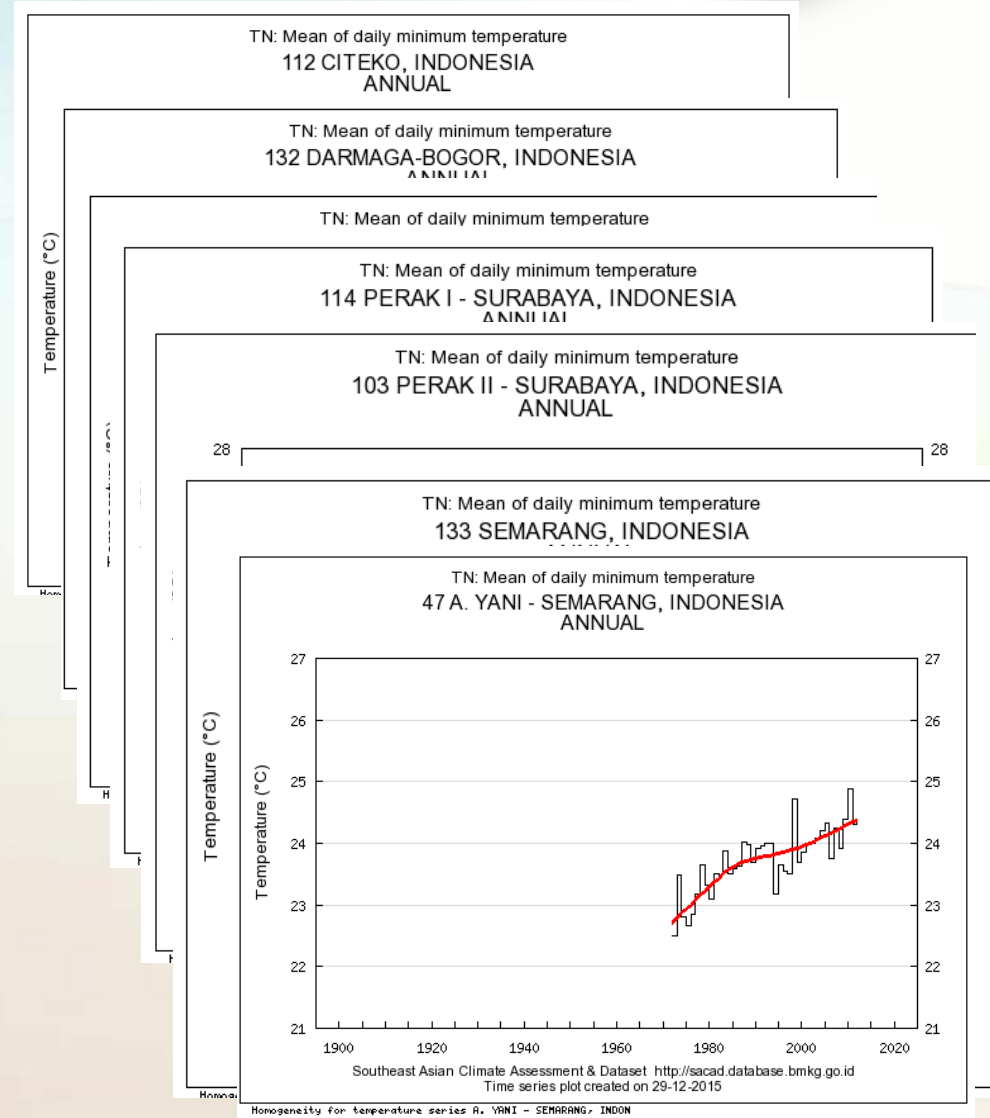 TN: Mean of daily minimum temperature
112 CITEKO, INDONESIA
ANNUAL
Temperature (°C)
TN: Mean of daily minimum temperature
132 DARMAGA-BOGOR, INDONESIA
ANNUAL
TN: Mean of daily minimum temperature
TN: Mean of daily minimum temperature
114 PERAK I - SURABAYA, INDONESIA
ANNUAL
TN: Mean of daily minimum temperature
103 PERAK II - SURABAYA, INDONESIA
ANNUAL
28 28
TN: Mean of daily minimum temperature
133 SEMARANG, INDONESIA
Temperature (°C)
TN: Mean of daily minimum temperature
47 A. YANI - SEMARANG, INDONESIA
ANNUAL
Temperature (°C)
27 27
26 26
25 25
24 24
23 23
22 22
21 21
1900 1920 1940 1960 1980 2000 2020
Southeast Asian Climate Assessment & Dataset http://sacad.database.bmkg.go.id
Time series plot created on 29-12-2015
Homogeneity for temperature series A. YANI - SEMARANG, INDON